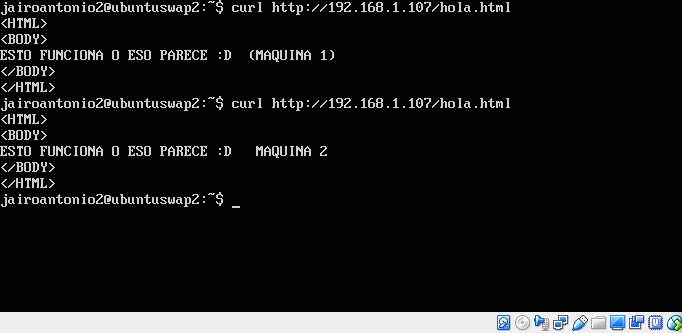 jairoantonio2@ubuntuswap2:~$ curl http://192.168.1.107/hola.html
<HTML>
<BODY>
ESTO FUNCIONA O ESO PARECE :D  (MAQUINA 1)
</BODY>
</HTML>
jairoantonio2@ubuntuswap2:~$ curl http://192.168.1.107/hola.html
<HTML>
<BODY>
ESTO FUNCIONA O ESO PARECE :D   MAQUINA 2
</BODY>
</HTML>
jairoantonio2@ubuntuswap2:~$ _